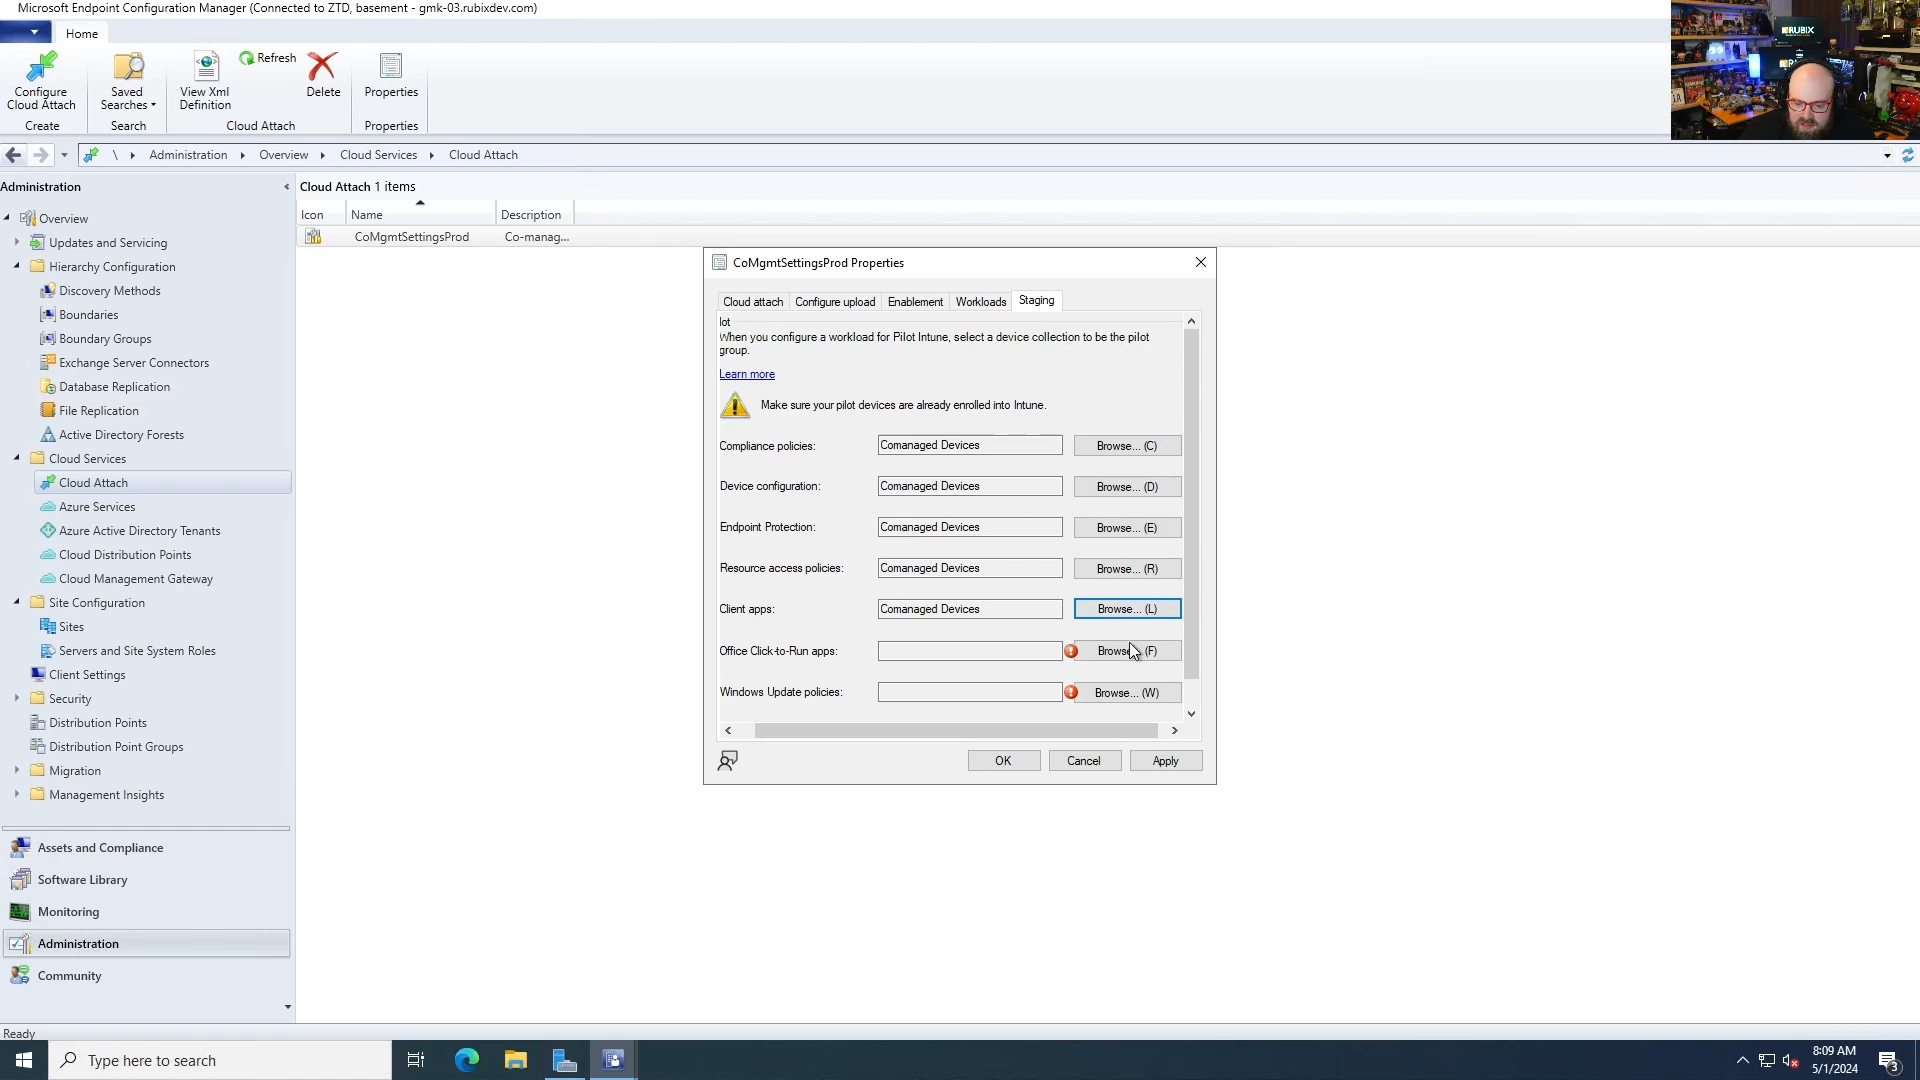 Microsoft Endpoint Configuration Manager (Connected to ZTD, basement - gmk-03.rubixdev.com)
Home
Configure
Cloud Attach
Create
Saved
Searches
Search
View Xml
Definition
Refresh
Delete
Cloud Attach
Properties
Properties
RUBIX
\ Administration Overview Cloud Services Cloud Attach
Administration
Overview
Updates and Servicing
Hierarchy Configuration
Discovery Methods
Boundaries
Boundary Groups
Exchange Server Connectors
Database Replication
File Replication
Active Directory Forests
Cloud Services
Cloud Attach
Azure Services
Azure Active Directory Tenants
Cloud Distribution Points
Cloud Management Gateway
Site Configuration
Sites
Servers and Site System Roles
Client Settings
Security
Distribution Points
Distribution Point Groups
Migration
Management Insights
Assets and Compliance
Software Library
Monitoring
Administration
Community
Cloud Attach 1 items
Icon Name Description
CoMgmtSettingsProd Co-manag...
CoMgmtSettingsProd Properties
Cloud attach Configure upload Enablement Workloads Staging
lot
When you configure a workload for Pilot Intune, select a device collection to be the pilot
group.
Learn more
Make sure your pilot devices are already enrolled into Intune.
Compliance policies: Comanaged Devices Browse... (C)
Device configuration: Comanaged Devices Browse... (D)
Endpoint Protection: Comanaged Devices Browse... (E)
Resource access policies: Comanaged Devices Browse... (R)
Client apps: Comanaged Devices Browse... (L)
Office Click-to-Run apps: Browse... (F)
Windows Update policies: Browse... (W)
OK Cancel Apply
Ready
Type here to search
8:09 AM
5/1/2024
3